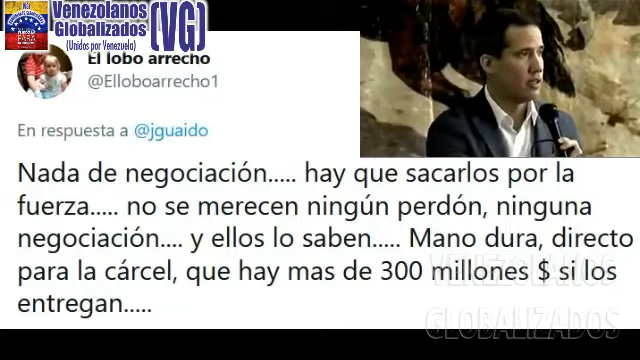 Venezolanos
Globalizados
(Unidos por Venezuela)
(VG)
El lobo arrecho
@Elloboarrecho1
En respuesta a @jguaido
Nada de negociación..... hay que sacarlos por la
fuerza..... no se merecen ningún perdón, ninguna
negociación.... y ellos lo saben..... Mano dura, directo
para la cárcel, que hay mas de 300 millones $ si los
entregan.....
VENEZOLANOS
GLOBALIZADOS